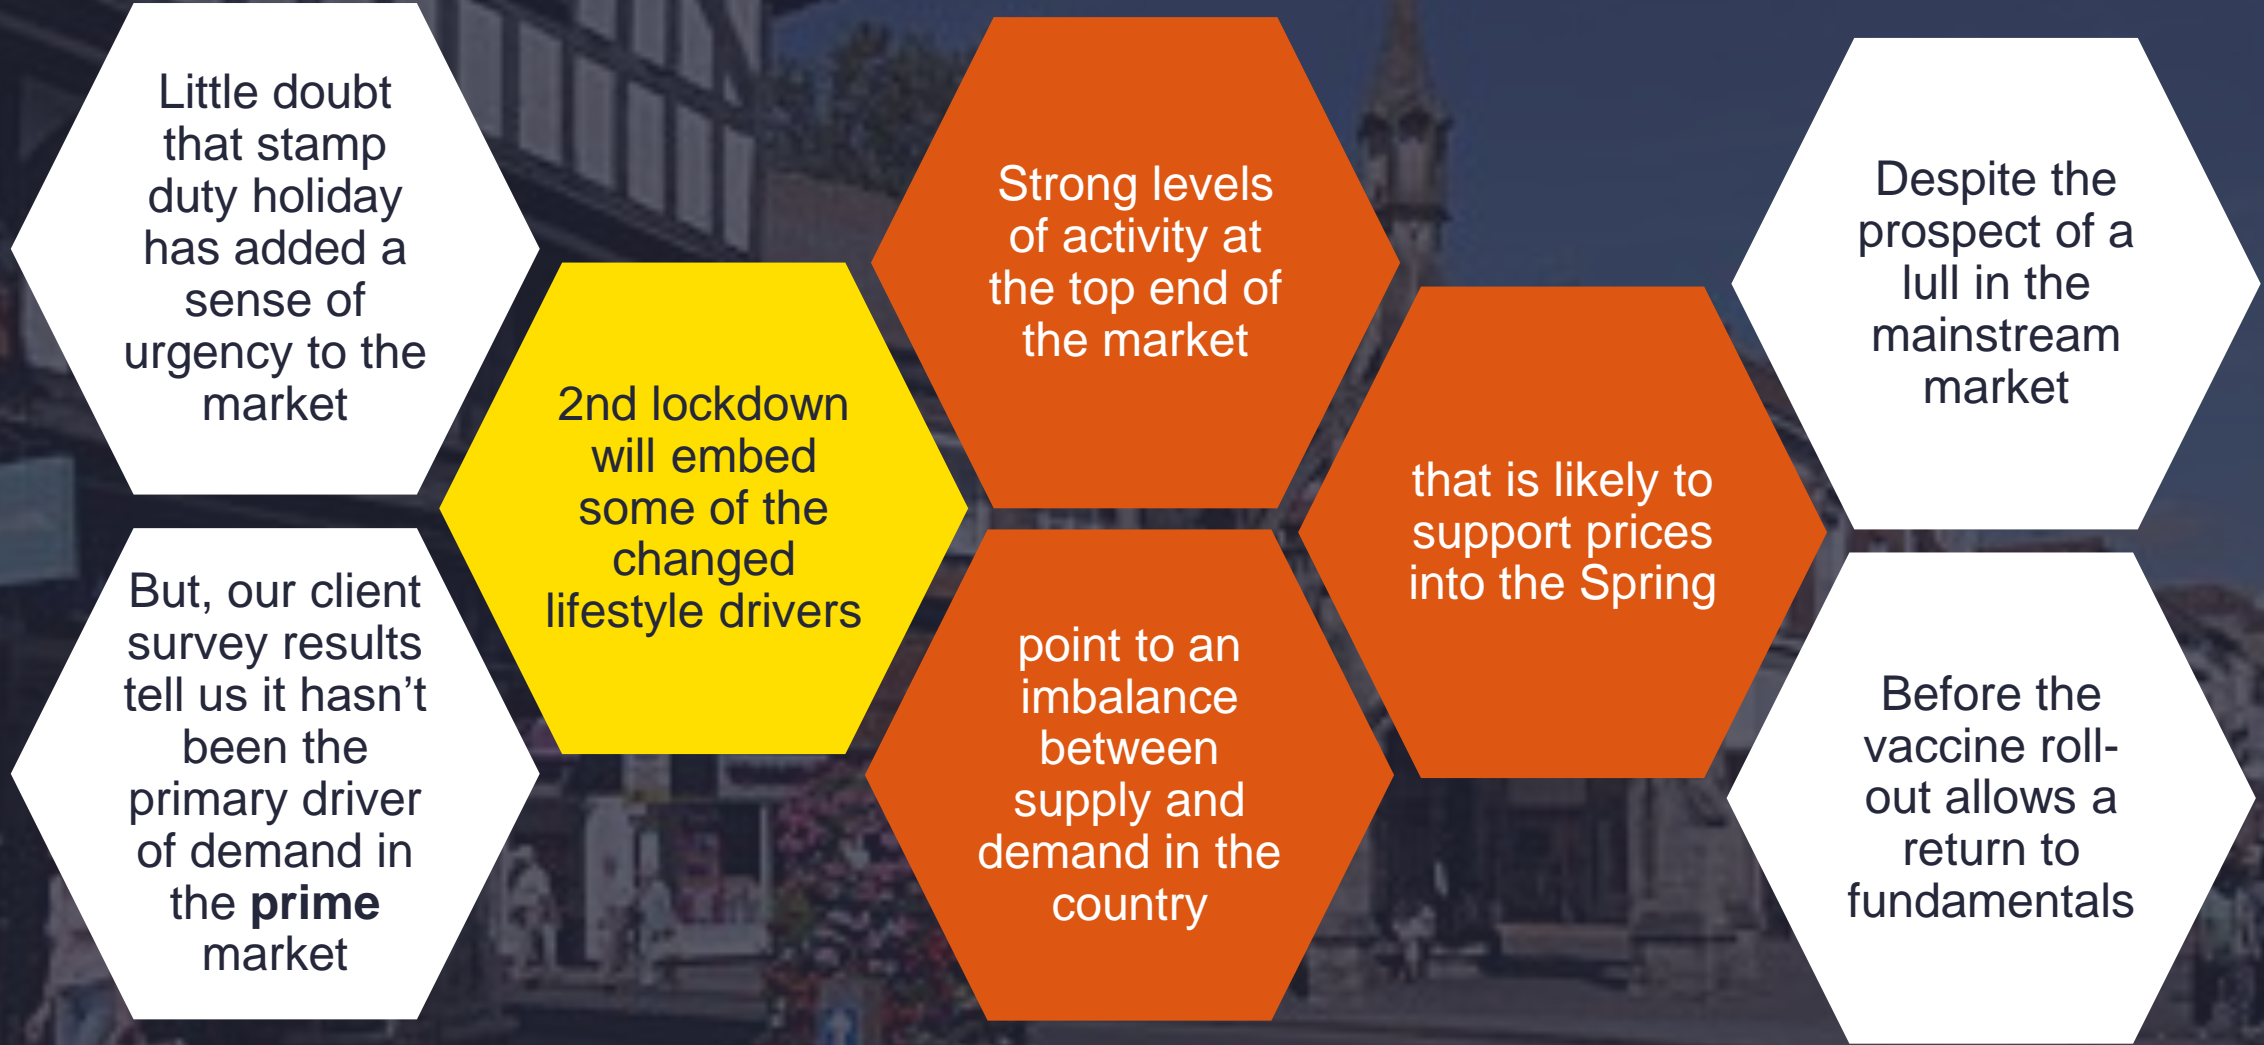 Little doubt
that stamp
duty holiday
has added a
sense of
urgency to the
market
But, our client
survey results
tell us it hasn’t
been the
primary driver
of demand in
the prime
market
2nd lockdown
will embed
some of the
changed
lifestyle drivers
Strong levels
of activity at
the top end of
the market
point to an
imbalance
between
supply and
demand in the
country
that is likely to
support prices
into the Spring
Despite the
prospect of a
lull in the
mainstream
market
Before the
vaccine roll-
out allows a
return to
fundamentals